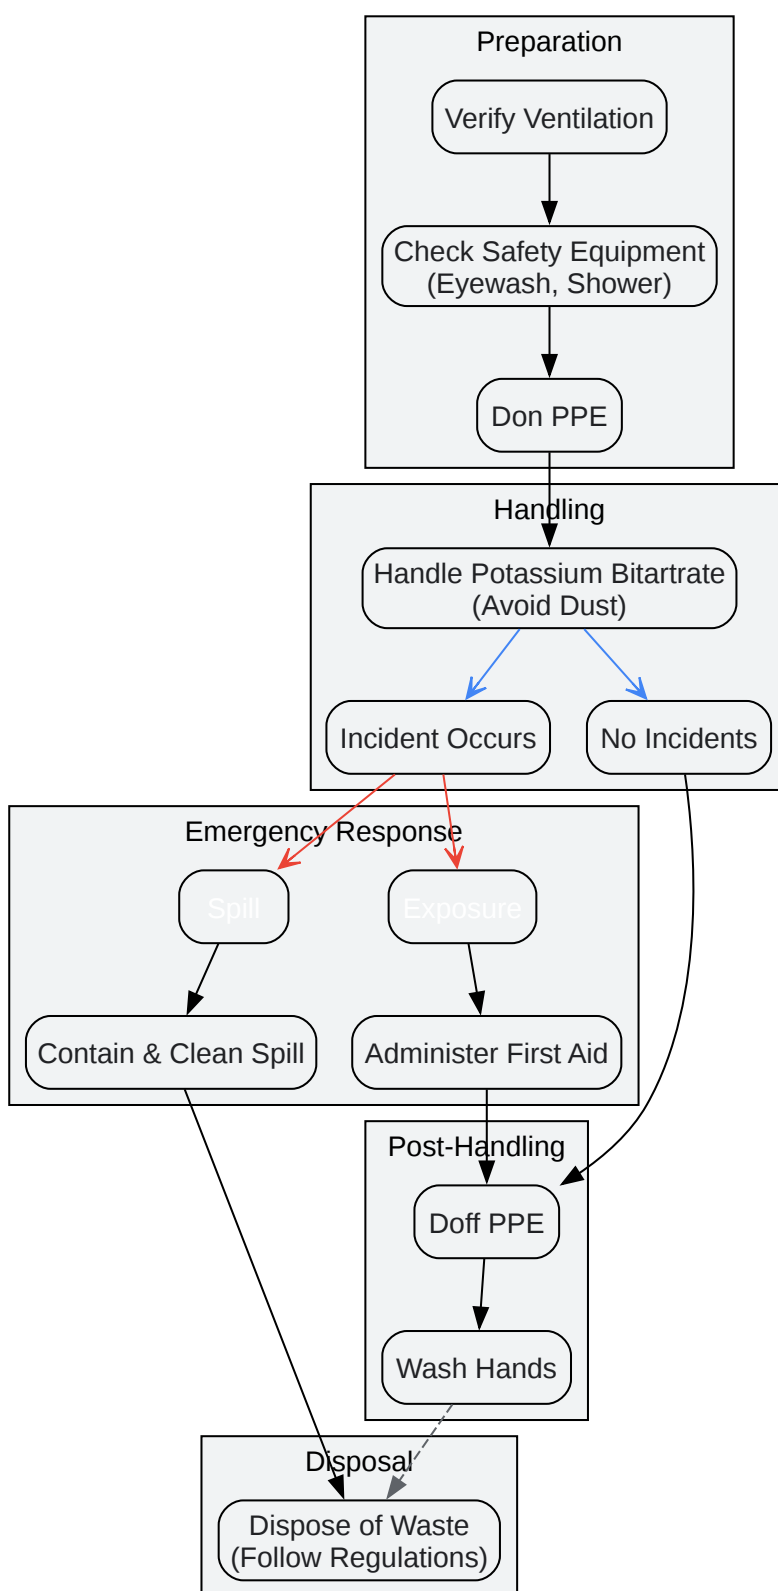 Preparation
Verify Ventilation
Check Safety Equipment
(Eyewash, Shower)
Don PPE
Handling
Handle Potassium Bitartrate
(Avoid Dust)
Incident Occurs
No Incidents
Emergency Response
Spill
Exposure
Contain & Clean Spill
Administer First Aid
Post-Handling
Doff PPE
Wash Hands
Disposal
Dispose of Waste
(Follow Regulations)